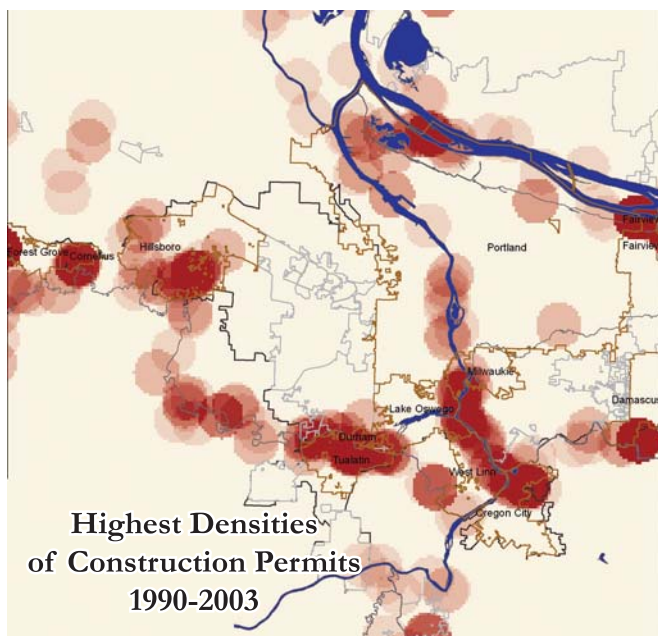 Fairview
Forest Grove
Cornelius
Hillsboro
Portland
Fairview
Milwaukie
Lake Oswego
Damascus
Durham
Tualatin
West Linn
Oregon City
Highest Densities
of Construction Permits
1990-2003